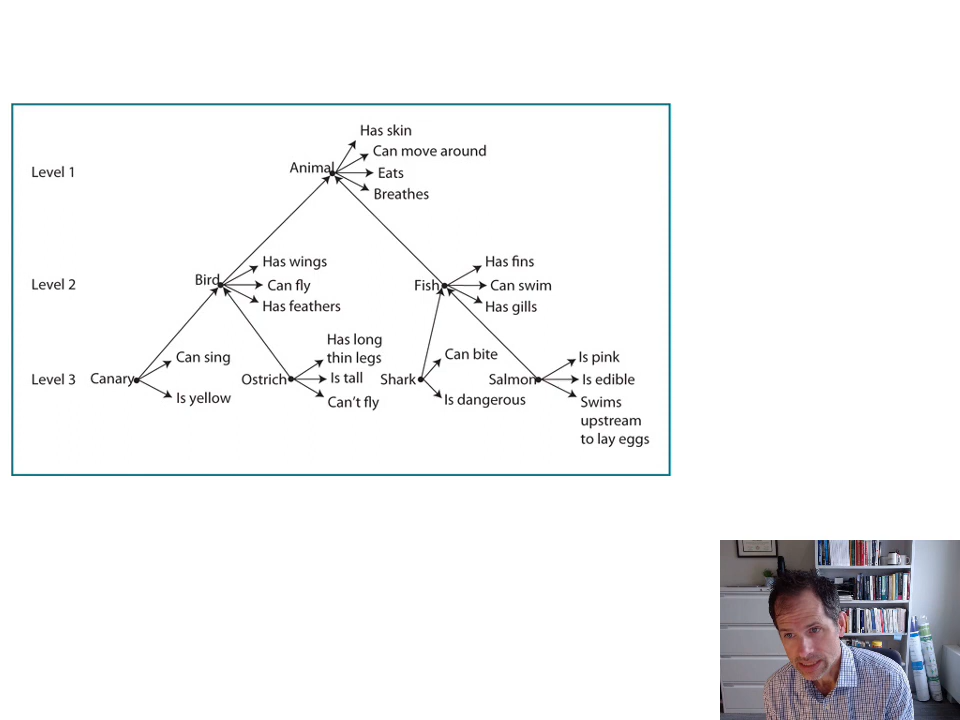 Has skin
Can move around
Level 1
Animal
Eats
Breathes
Has wings
Has fins
Level 2
Bird
Can fly
Fish
Can swim
Has feathers
Has gills
Has long
thin legs
Can sing
Can bite
Is pink
Level 3
Canary
Ostrich
Is tall
Shark
Salmon
Is edible
Is yellow
Can't fly
Is dangerous
Swims
upstream
to lay eggs